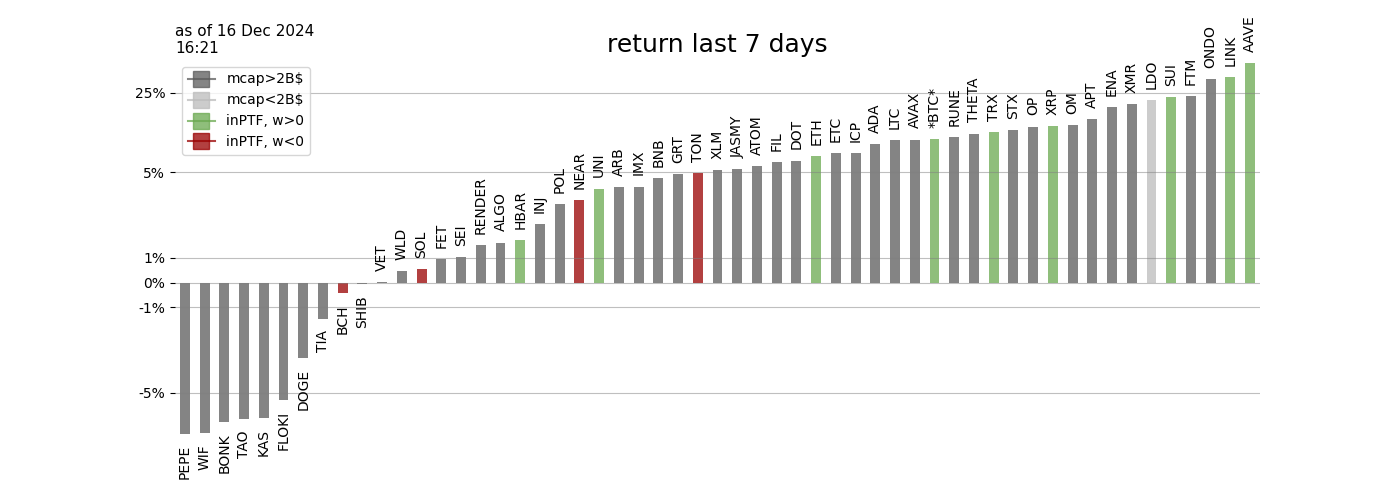 as of 16 Dec 2024
16:21
return last 7 days
mcap>2B$
mcap<2B$
inPTF, w>0
inPTF, w<0
25%
5%
1%
0%
-1%
-5%
PEPE
WIF
BONK
TAO
KAS
FLOKI
DOGE
TIA
BCH
SHIB
VET
WLD
SOL
FET
SEI
RENDER
ALGO
HBAR
INJ
POL
NEAR
UNI
ARB
IMX
BNB
GRT
TON
XLM
JASMY
ATOM
FIL
DOT
ETH
ETC
ICP
ADA
LTC
AVAX
*BTC*
RUNE
THETA
TRX
STX
OP
XRP
OM
APT
ENA
XMR
LDO
SUI
FTM
ONDO
LINK
AAVE